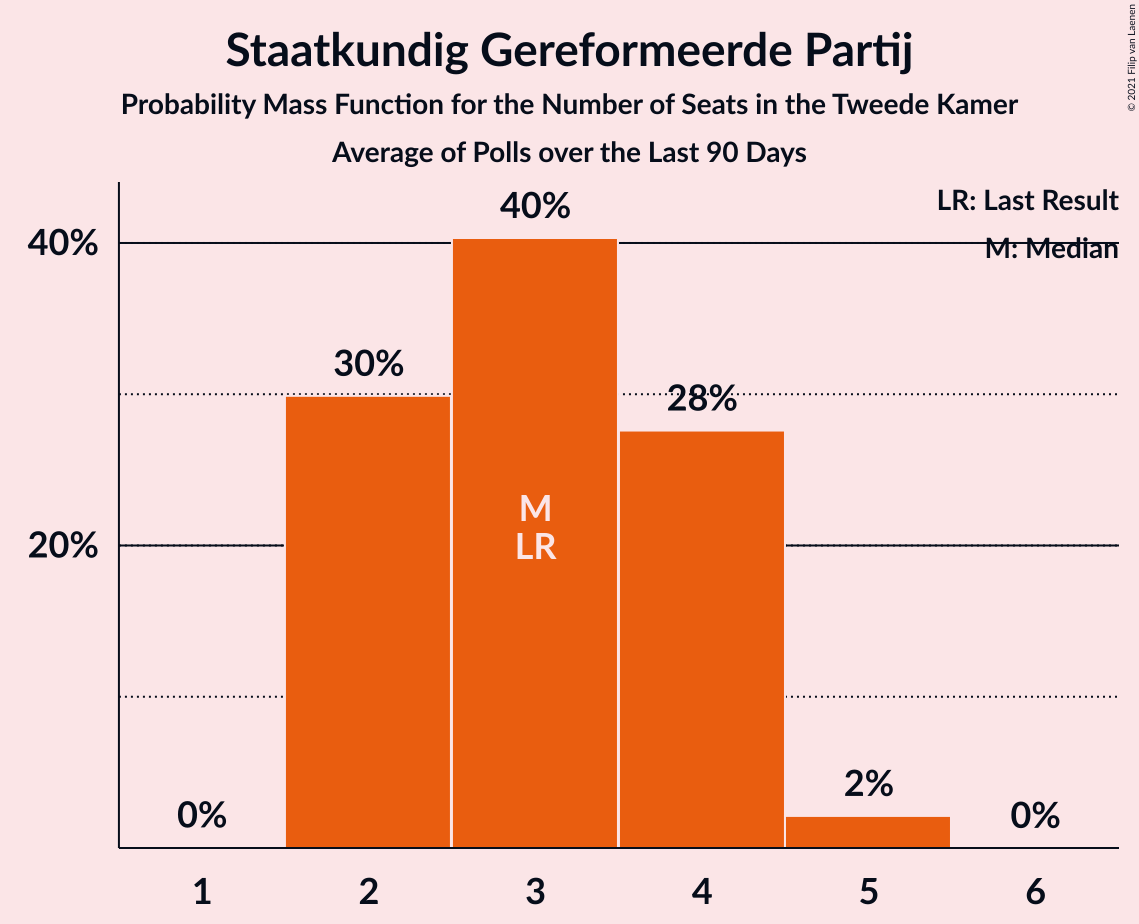 Staatkundig Gereformeerde Partij
Probability Mass Function for the Number of Seats in the Tweede Kamer
Average of Polls over the Last 90 Days
© 2021 Filip van Laenen
LR: Last Result
M: Median
40%
20%
0%
30%
40%
28%
2%
0%
M
LR
1
2
3
4
5
6